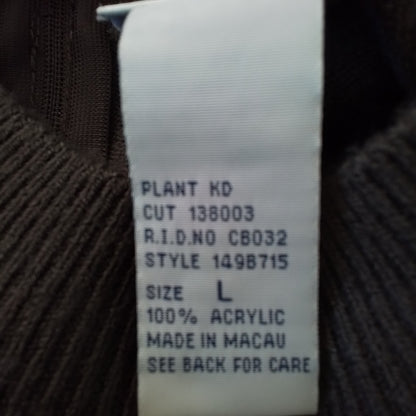 PLANT KD
CUT 138003
R.I.D.NO CB032
STYLE 149B715
SIZE L
100% ACRYLIC
MADE IN MACAU
SEE BACK FOR CARE